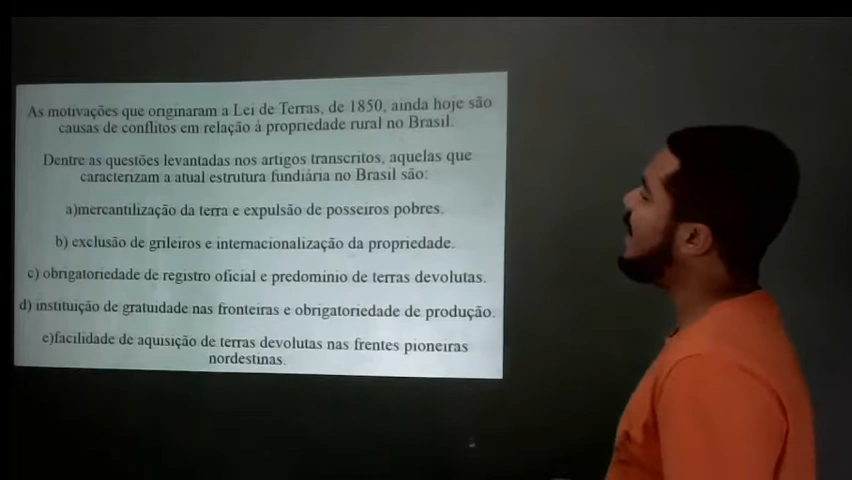 As motivações que originaram a Lei de Terras, de 1850, ainda hoje são
causas de conflitos em relação á propriedade rural no Brasil.
Dentre as questões levantadas nos artigos transcritos, aquelas que
caracterizam a atual estrutura fundiária no Brasil são:
a)mercantilização da terra e expulsão de posseiros pobres.
b) exclusão de grileiros e internacionalização da propriedade.
c) obrigatoriedade de registro oficial e predomínio de terras devolutas.
d) instituição de gratuidade nas fronteiras e obrigatoriedade de produção.
e)facilidade de aquisição de terras devolutas nas frentes pioneiras
nordestinas.